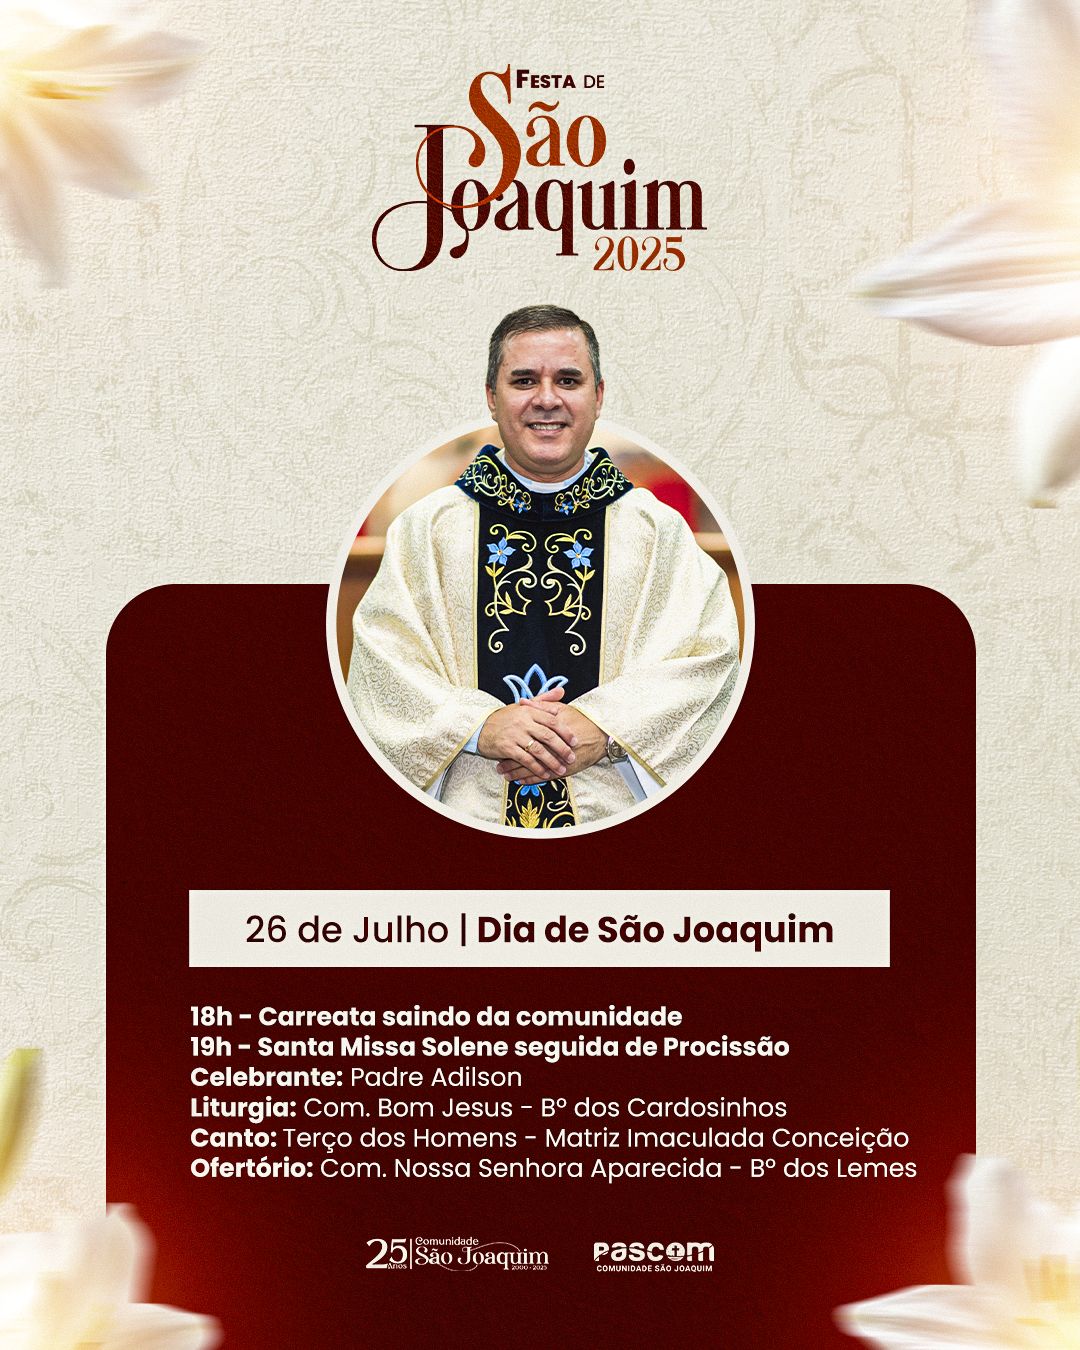 Festa de
São
Joaquim
2025
26 de Julho | Dia de São Joaquim
18h - Carreata saindo da comunidade
19h - Santa Missa Solene seguida de Procissão
Celebrante: Padre Adilson
Liturgia: Com. Bom Jesus - Bº dos Cardosinhos
Canto: Terço dos Homens - Matriz Imaculada Conceição
Ofertório: Com. Nossa Senhora Aparecida - Bº dos Lemes
25 Anos | Comunidade São Joaquim 2000 - 2025
PASCOM
COMUNIDADE SÃO JOAQUIM